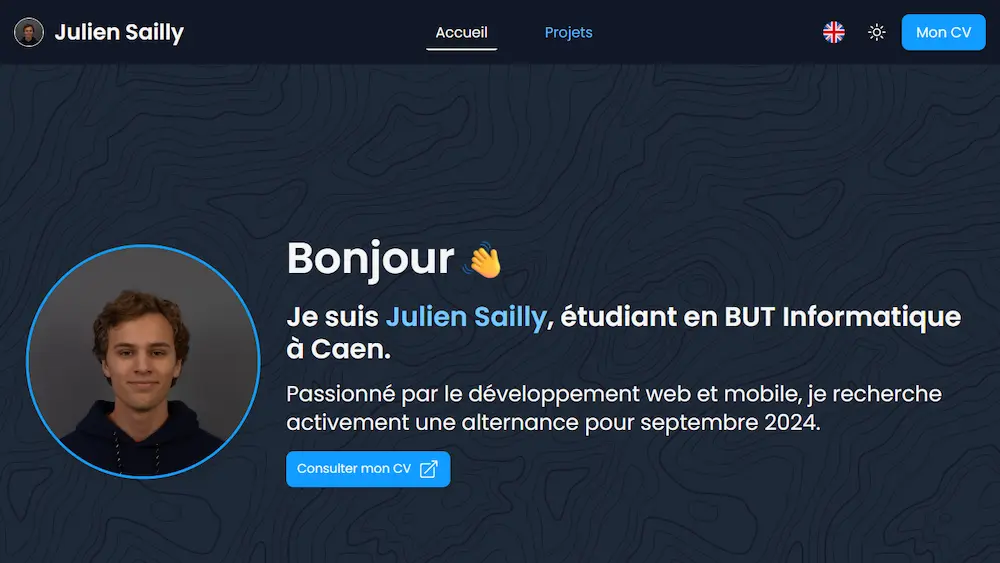 Julien Sailly
Accueil
Projets
Mon CV
Bonjour 👋
Je suis Julien Sailly, étudiant en BUT Informatique
à Caen.
Passionné par le développement web et mobile, je recherche
activement une alternance pour septembre 2024.
Consulter mon CV